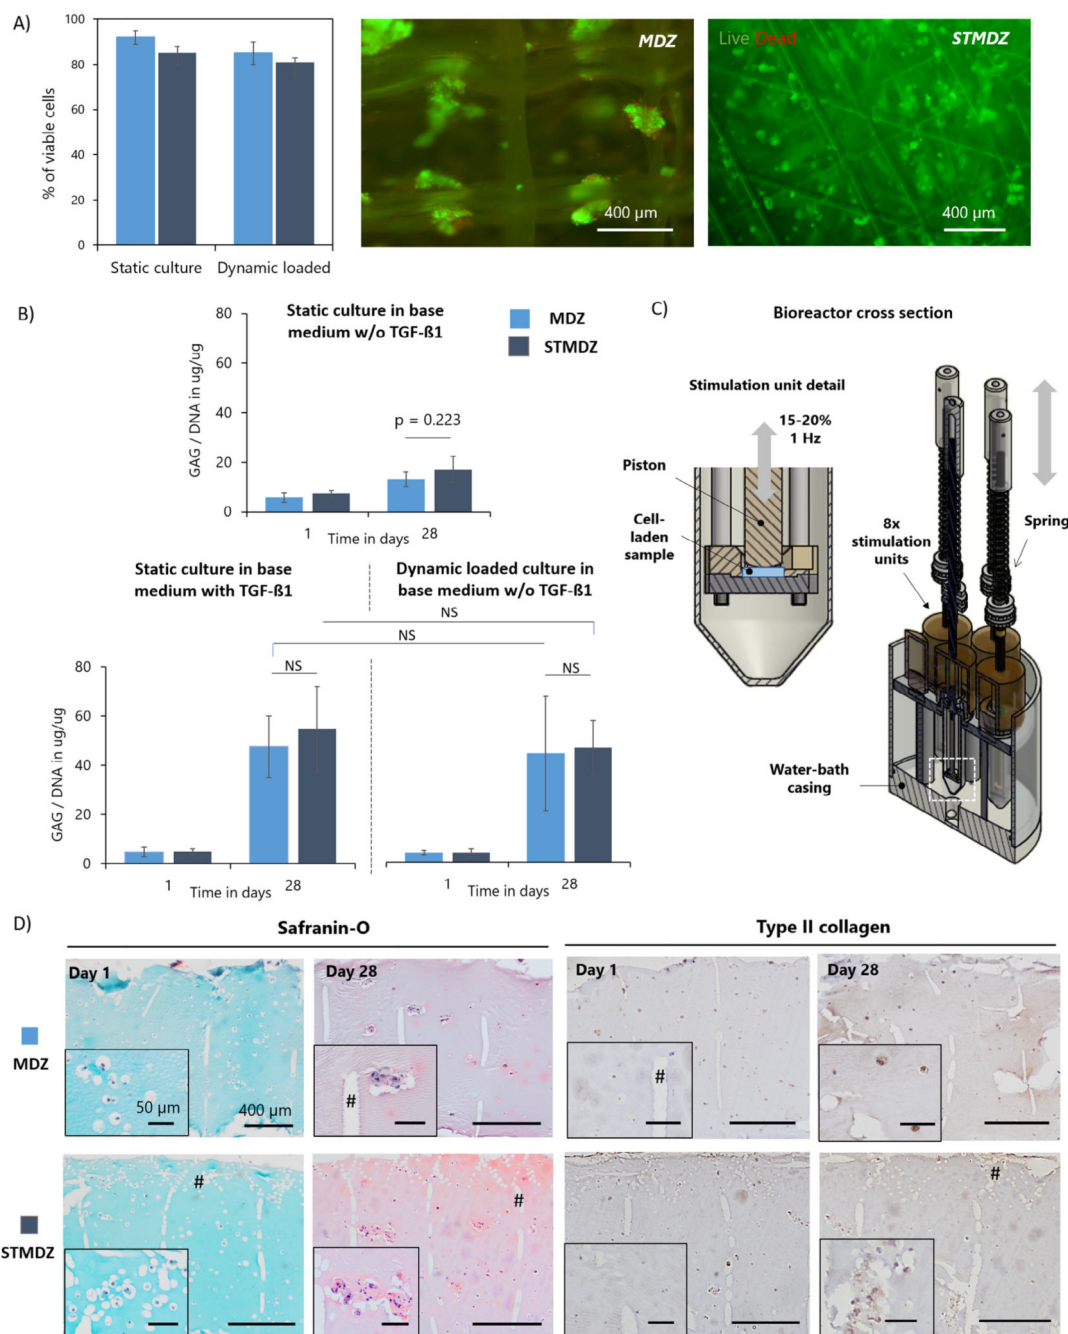 A)
100
80
60
40
20
0
% of viable cells
Static culture
Dynamic loaded
MDZ
400 µm
Live Dead
STMDZ
400 µm
B)
Static culture in base
medium w/o TGF-ß1
MDZ
STMDZ
80
60
40
20
0
GAG / DNA in ug/ug
p = 0.223
1
Time in days
28
Static culture in base
medium with TGF-ß1
Dynamic loaded culture in
base medium w/o TGF-ß1
NS
NS
NS
NS
80
60
40
20
0
GAG / DNA in ug/ug
1
Time in days
28
1
Time in days
28
C)
Bioreactor cross section
Stimulation unit detail
15-20%
1 Hz
Piston
Cell-
laden
sample
8x
stimulation
units
Spring
Water-bath
casing
D)
Safranin-O
Type II collagen
Day 1
Day 28
Day 1
Day 28
MDZ
50 µm
400 µm
#
#
STMDZ
#
#
#